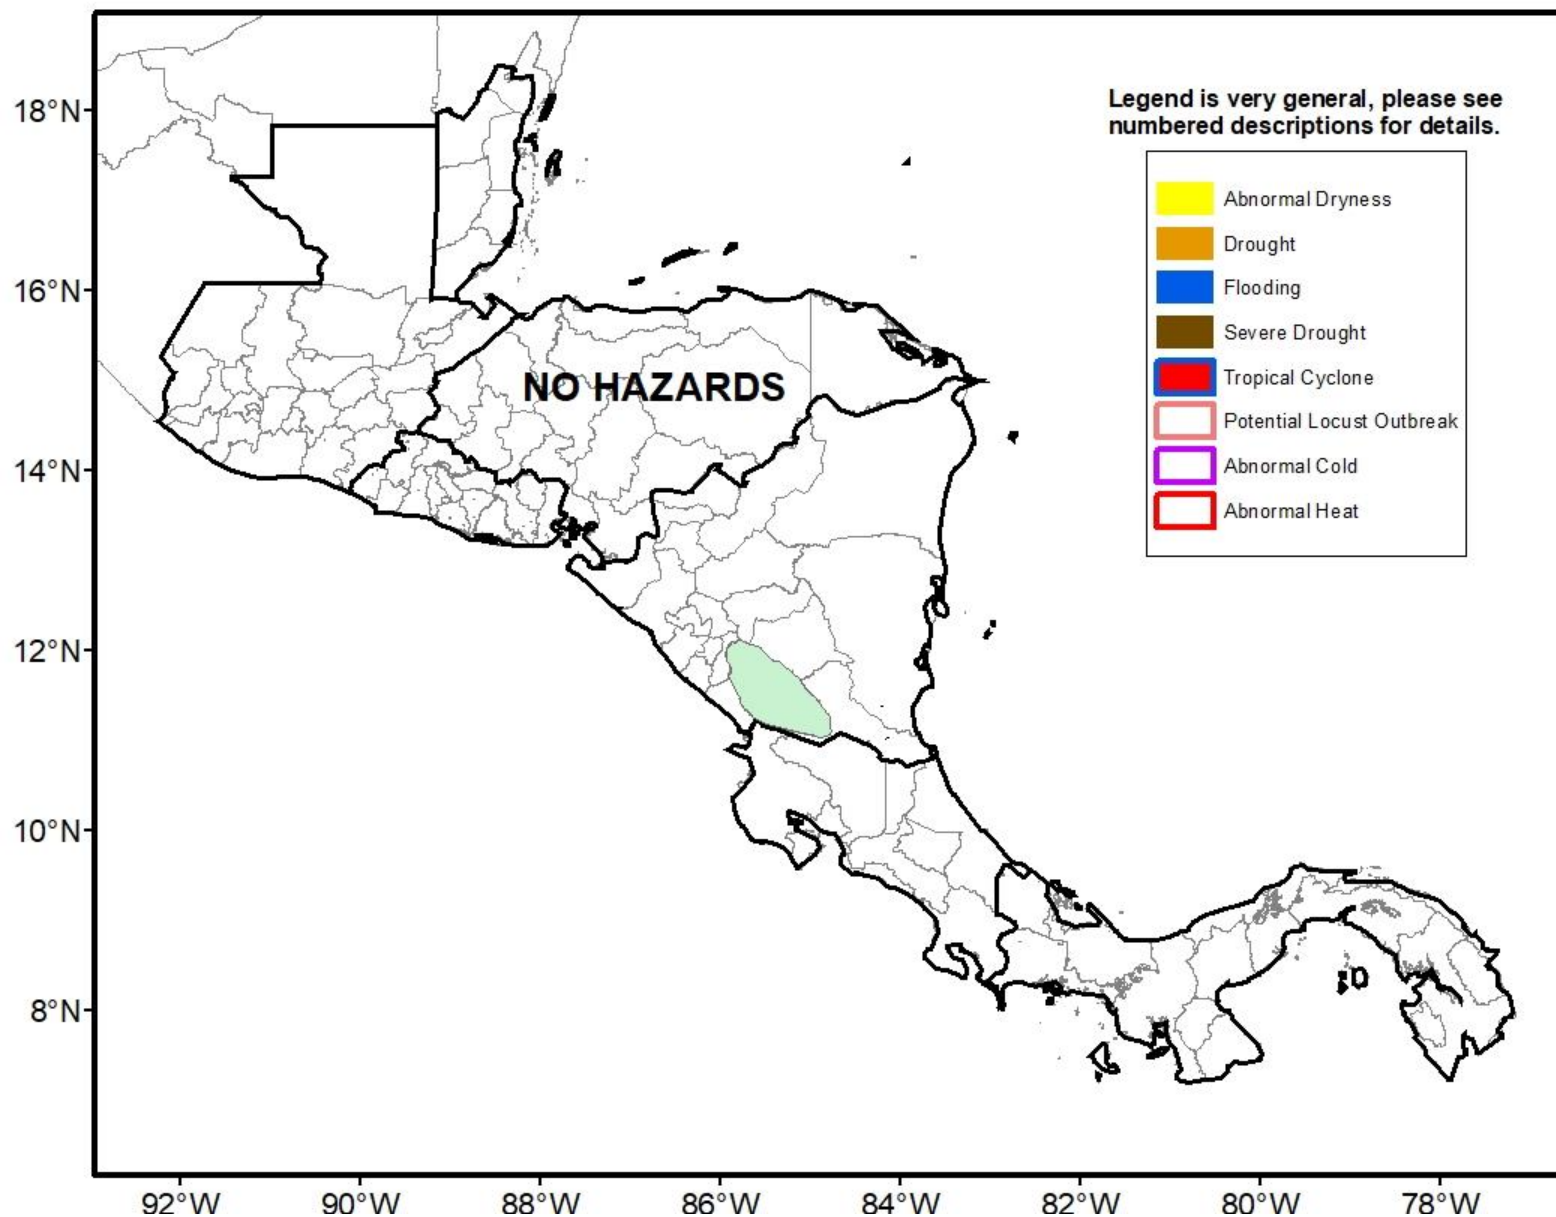 Legend is very general, please see
numbered descriptions for details.
18°N
16°N
14°N
12°N
10°N
8°N
Abnormal Dryness
Drought
Flooding
Severe Drought
Tropical Cyclone
Potential Locust Outbreak
Abnormal Cold
Abnormal Heat
NO HAZARDS
92°W
90°W
88°W
86°W
84°W
82°W
80°W
78°W